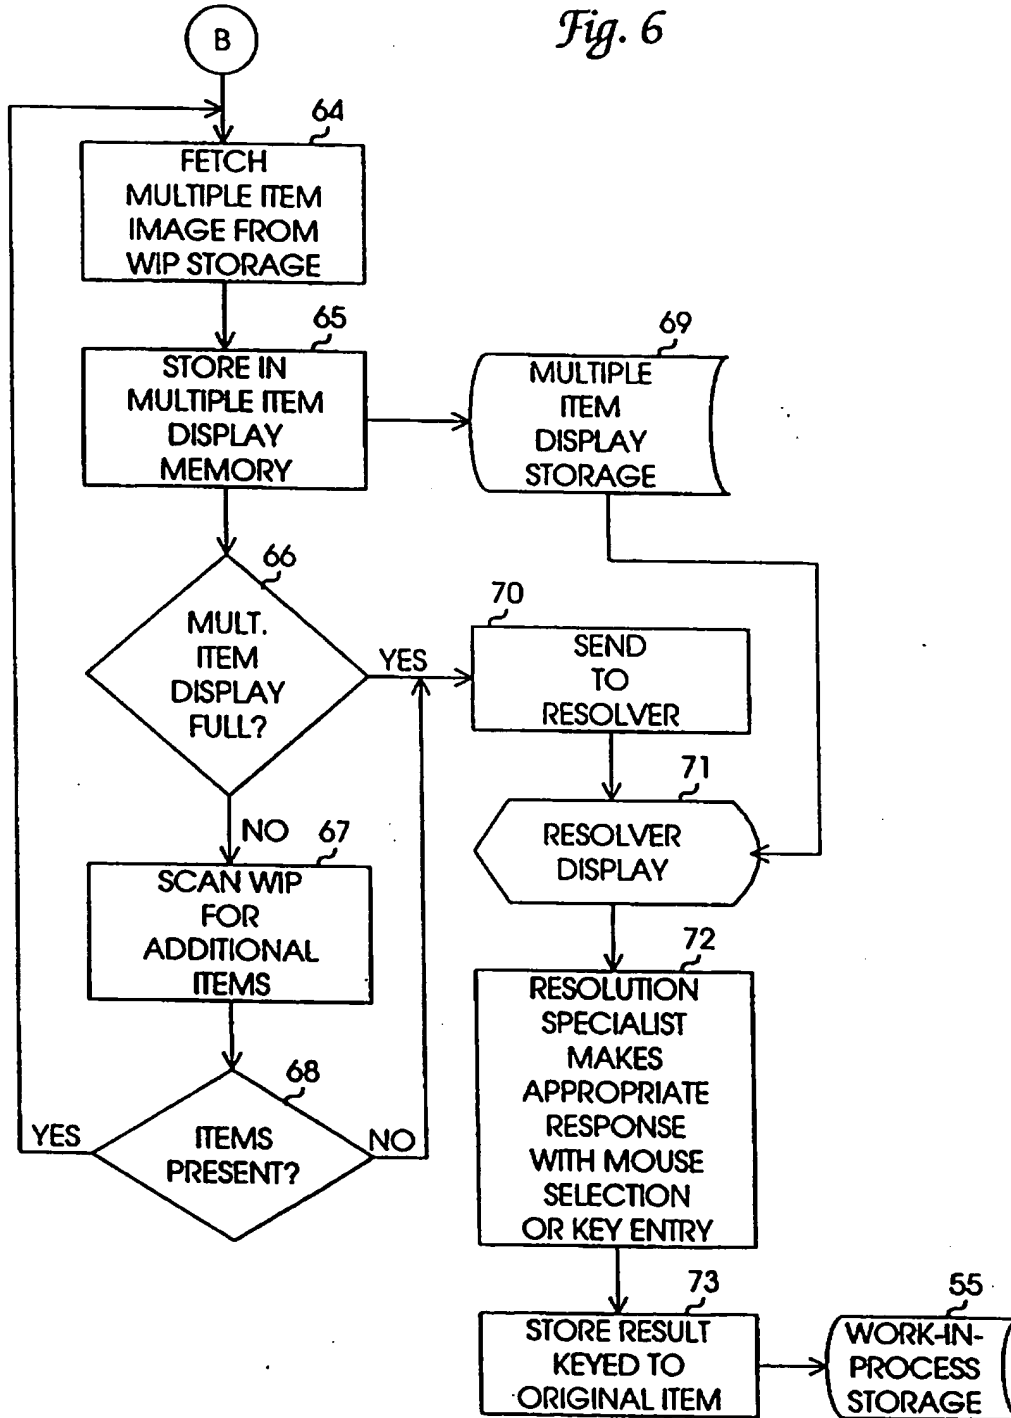 Fig. 6
B
64
FETCH
MULTIPLE ITEM
IMAGE FROM
WIP STORAGE
65
STORE IN
MULTIPLE ITEM
DISPLAY
MEMORY
69
MULTIPLE
ITEM
DISPLAY
STORAGE
66
MULT.
ITEM
DISPLAY
FULL?
YES
NO
70
SEND
TO
RESOLVER
71
RESOLVER
DISPLAY
67
SCAN WIP
FOR
ADDITIONAL
ITEMS
68
ITEMS
PRESENT?
YES
NO
72
RESOLUTION
SPECIALIST
MAKES
APPROPRIATE
RESPONSE
WITH MOUSE
SELECTION
OR KEY ENTRY
73
STORE RESULT
KEYED TO
ORIGINAL ITEM
55
WORK-IN-
PROCESS
STORAGE